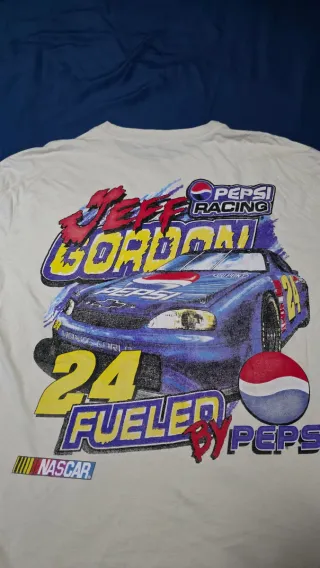 JEFF
PEPSI
RACING
GORDON
PEPSI
24
24
FUELED
BY PEPS
NASCAR